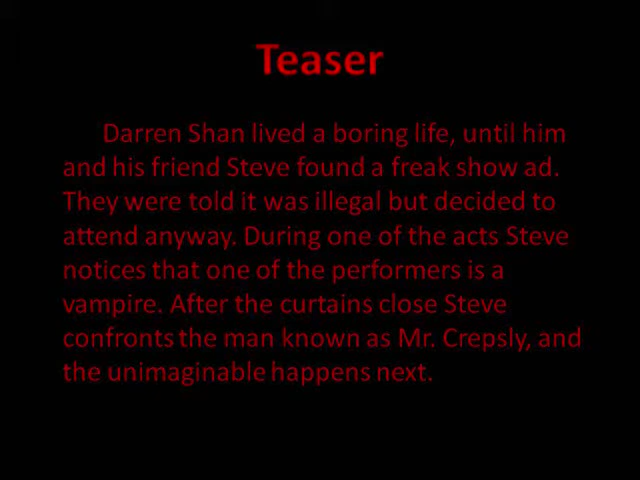 Teaser
Darren Shan lived a boring life, until him
and his friend Steve found a freak show ad.
They were told it was illegal but decided to
attend anyway. During one of the acts Steve
notices that one of the performers is a
vampire. After the curtains close Steve
confronts the man known as Mr. Crepsly, and
the unimaginable happens next.